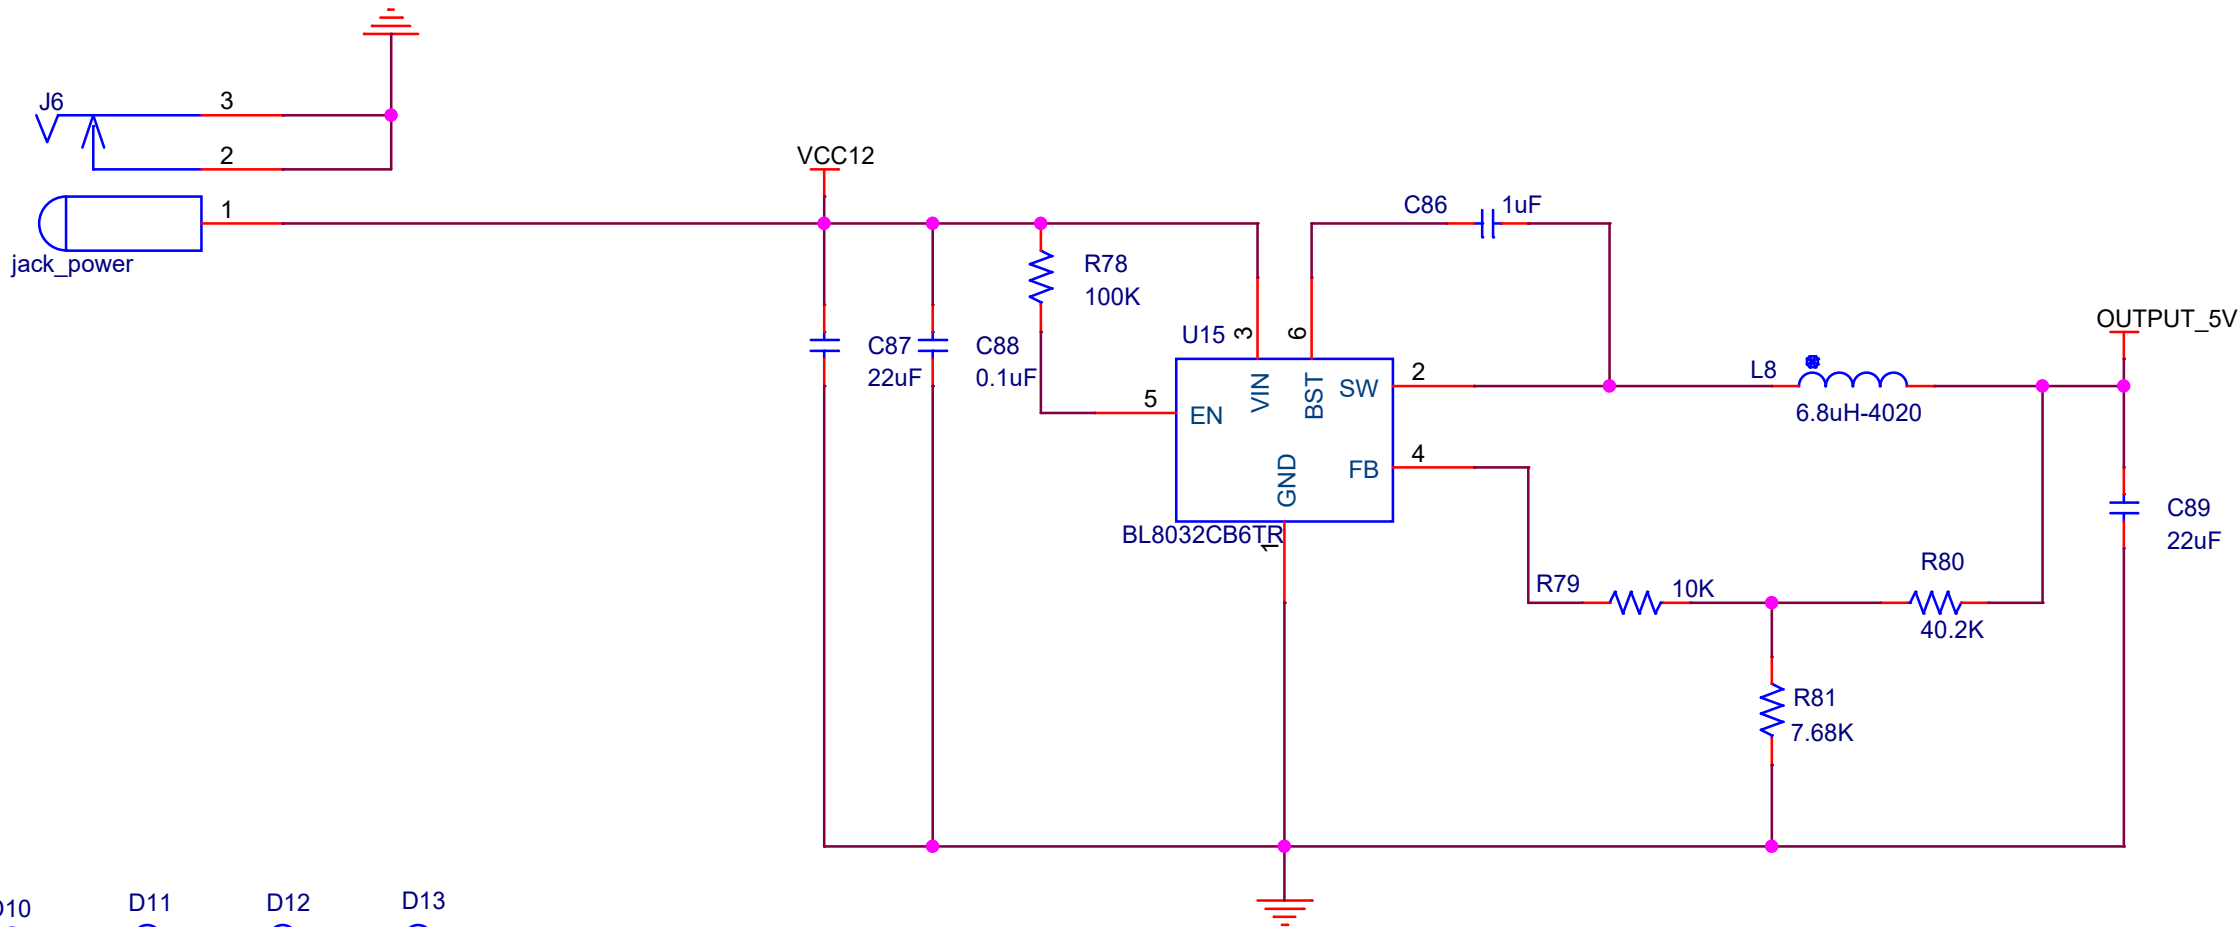 J6
3
2
1
jack_power
VCC12
C86
1uF
R78
100K
U15
3
6
C87
22uF
C88
0.1uF
VIN
BST
SW
2
5
EN
GND
FB
4
BL8032CB6TR
1
L8
6.8uH-4020
OUTPUT_5V
C89
22uF
R79
10K
R80
40.2K
R81
7.68K
D11
D12
D13